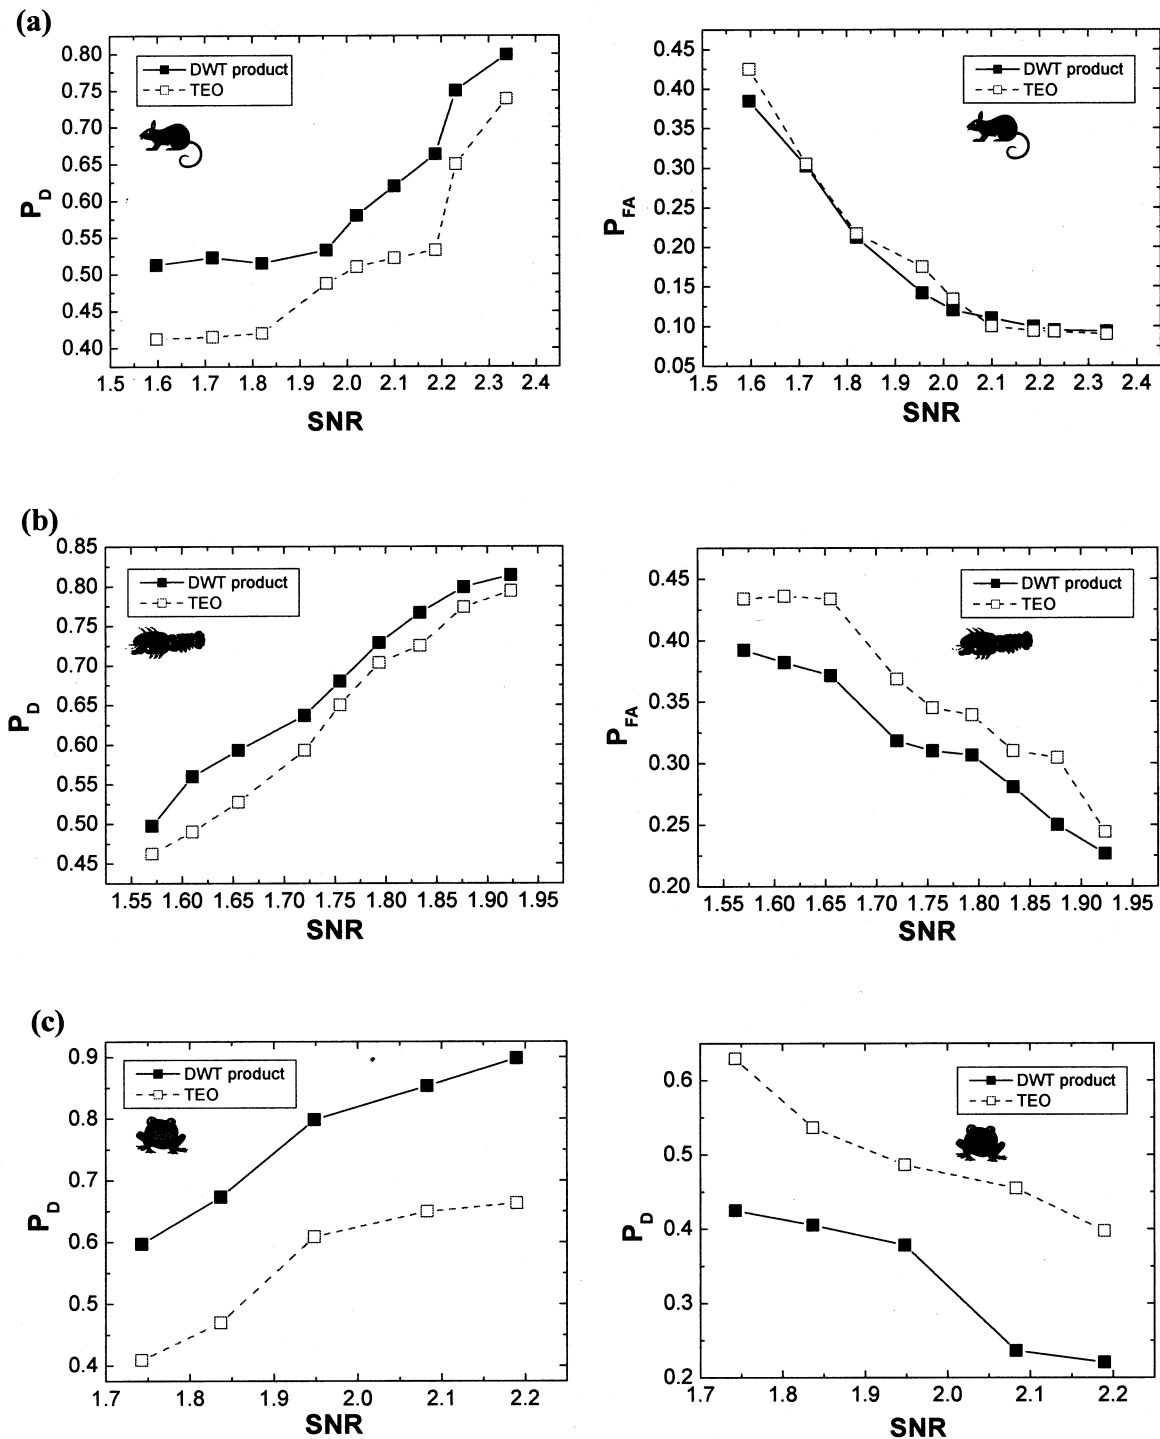 (a)
0.80
0.75
0.70
0.65
0.60
0.55
0.50
0.45
0.40
P_D
DWT product
TEO
1.5 1.6 1.7 1.8 1.9 2.0 2.1 2.2 2.3 2.4
SNR
0.45
0.40
0.35
0.30
0.25
0.20
0.15
0.10
0.05
P_FA
DWT product
TEO
1.5 1.6 1.7 1.8 1.9 2.0 2.1 2.2 2.3 2.4
SNR
(b)
0.85
0.80
0.75
0.70
0.65
0.60
0.55
0.50
0.45
P_D
DWT product
TEO
1.55 1.60 1.65 1.70 1.75 1.80 1.85 1.90 1.95
SNR
0.45
0.40
0.35
0.30
0.25
0.20
P_FA
DWT product
TEO
1.55 1.60 1.65 1.70 1.75 1.80 1.85 1.90 1.95
SNR
(c)
0.9
0.8
0.7
0.6
0.5
0.4
P_D
DWT product
TEO
1.7 1.8 1.9 2.0 2.1 2.2
SNR
0.6
0.5
0.4
0.3
0.2
P_D
DWT product
TEO
1.7 1.8 1.9 2.0 2.1 2.2
SNR